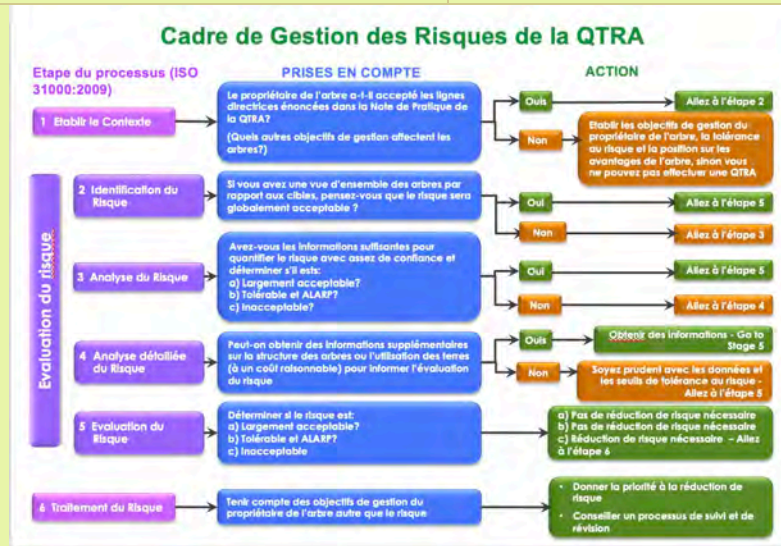 Cadre de Gestion des Risques de la QTRA
Etape du processus (ISO
31000:2009)
PRISES EN COMPTE
ACTION
1 Etablir le Contexte
Le propriétaire de l'arbre a-t-il accepté les lignes
directrices énoncées dans la Note de Pratique de
la QTRA?
(Quels autres objectifs de gestion affectent les
arbres?)
Ouis
Allez à l'étape 2
Non
Etablir les objectifs de gestion du
propriétaire de l'arbre, la tolérance
au risque et la position sur les
avantages de l'arbre, sinon vous
ne pouvez pas effectuer une QTRA
Evaluation du risque
2 Identification du
Risque
Si vous avez une vue d'ensemble des arbres par
rapport aux cibles, pensez-vous que le risque sera
globalement acceptable ?
Oui
Allez à l'étape 5
Non
Allez à l'étape 3
3 Analyse du Risque
Avez-vous les informations suffisantes pour
quantifier le risque avec assez de confiance et
déterminer s'il ests:
a) Largement acceptable?
b) Tolérable et ALARP?
c) Inacceptable?
Oui
Allez à l'étape 5
Non
Allez à l'étape 4
4 Analyse détaillée
du Risque
Peut-on obtenir des informations supplémentaires
sur la structure des arbres ou l'utilisation des terres
(à un coût raisonnable) pour informer l'évaluation
du risque
Ouis
Obtenir des informations - Go to
Stage 5
Non
Soyez prudent avec les données et
les seuils de tolérance au risque -
Allez à l'étape 5
5 Evaluation du
Risque
Déterminer si le risque est:
a) Largement acceptable?
b) Tolérable et ALARP?
c) Inacceptable
a) Pas de réduction de risque nécessaire
b) Pas de réduction de risque nécessaire
c) Réduction de risque nécessaire – Allez
à l'étape 6
6 Traitement du Risque
Tenir compte des objectifs de gestion du
propriétaire de l'arbre autre que le risque
• Donner la priorité à la réduction de
risque
• Conseiller un processus de suivi et de
révision